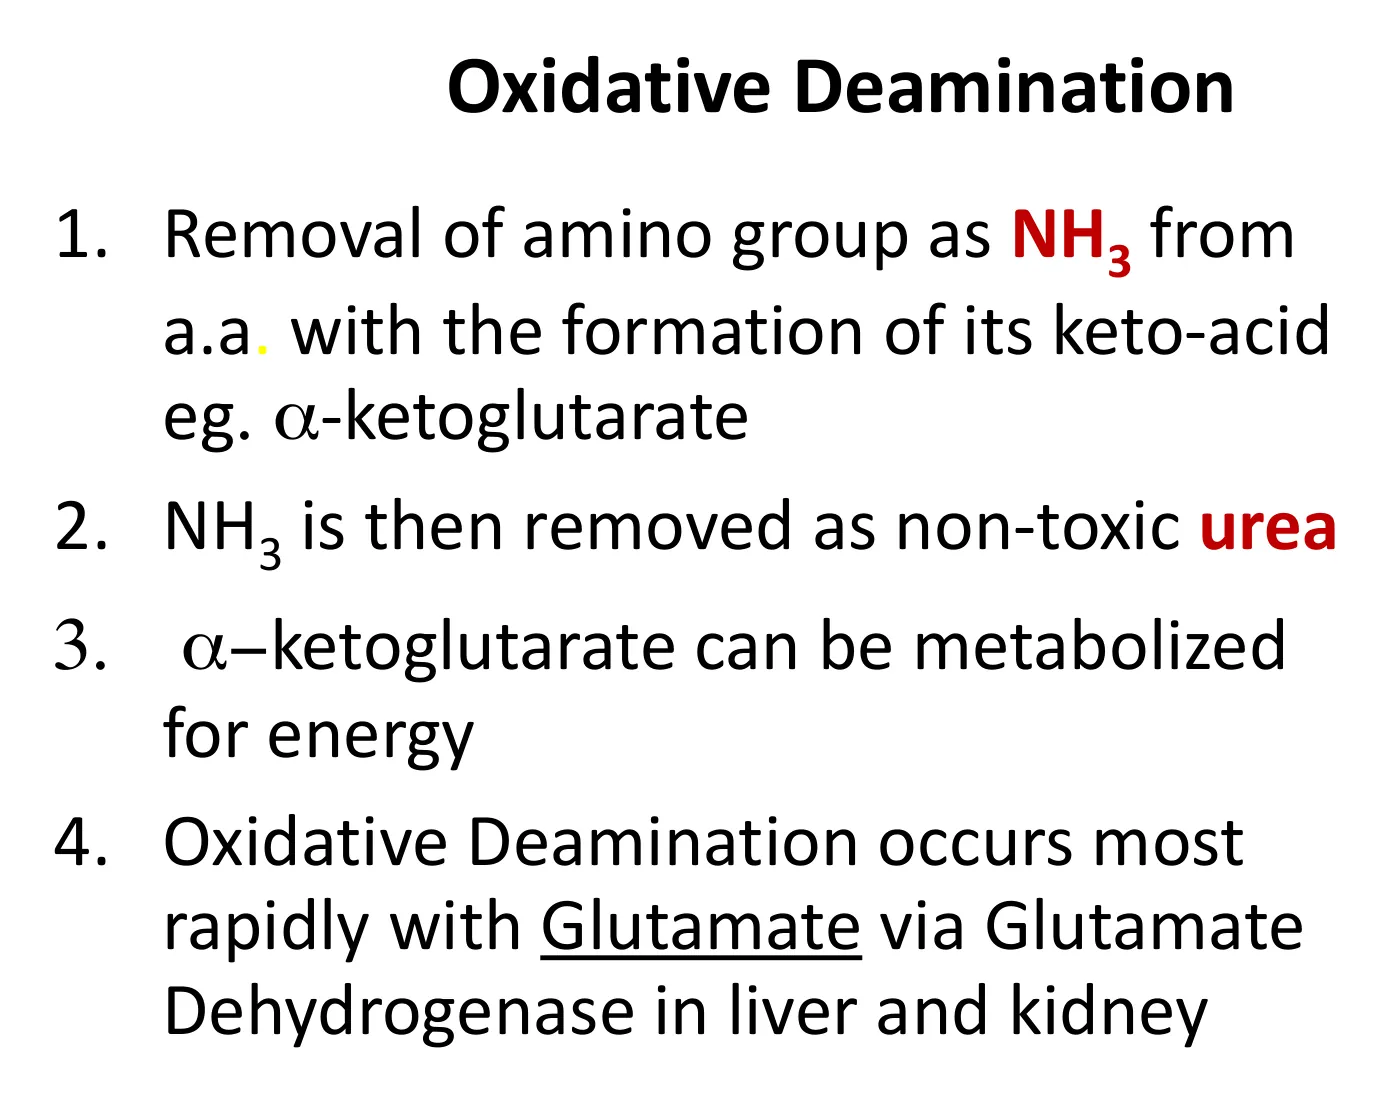 Oxidative Deamination
1. Removal of amino group as NH₃ from
a.a. with the formation of its keto-acid
eg. α-ketoglutarate
2. NH₃ is then removed as non-toxic urea
3. α–ketoglutarate can be metabolized
for energy
4. Oxidative Deamination occurs most
rapidly with Glutamate via Glutamate
Dehydrogenase in liver and kidney